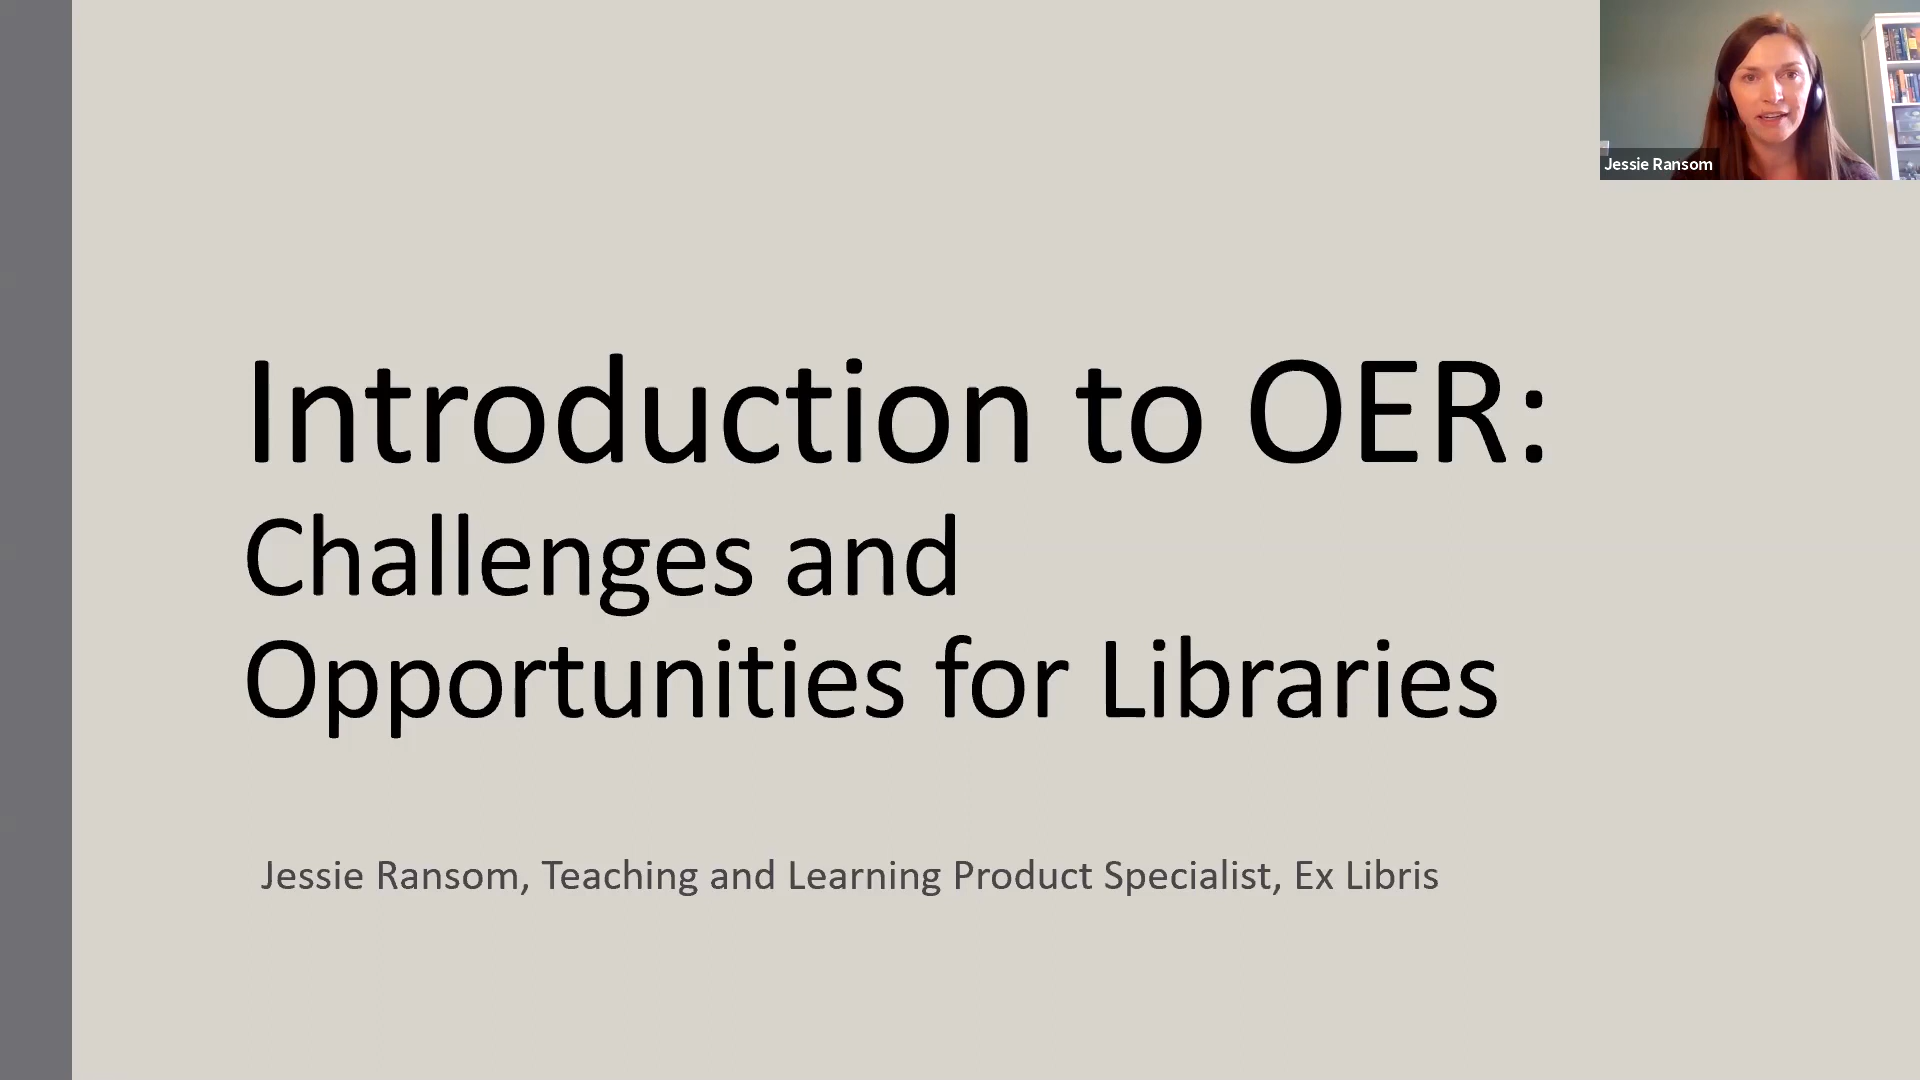 Jessie Ransom
Introduction to OER:
Challenges and
Opportunities for Libraries
Jessie Ransom, Teaching and Learning Product Specialist, Ex Libris